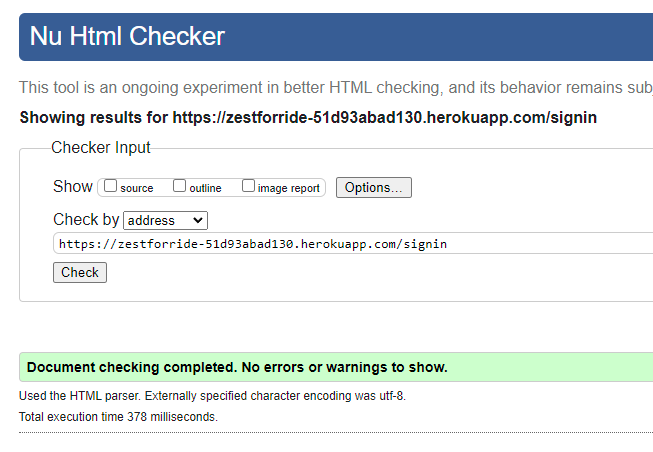 Nu Html Checker
This tool is an ongoing experiment in better HTML checking, and its behavior remains
Showing results for https://zestforride-51d93abad130.herokuapp.com/signin
Checker Input
Show source outline image report Options...
Check by address
https://zestforride-51d93abad130.herokuapp.com/signin
Check
Document checking completed. No errors or warnings to show.
Used the HTML parser. Externally specified character encoding was utf-8.
Total execution time 378 milliseconds.